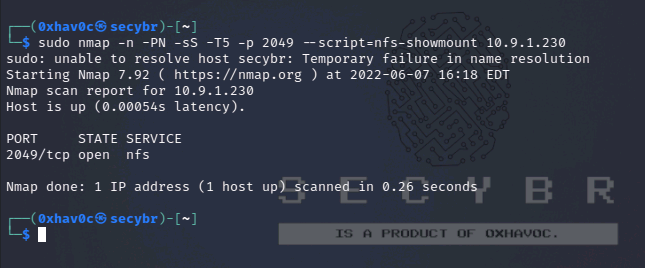 ┌──(0xhav0c㉿secybr)-[~]
└─$ sudo nmap -n -PN -sS -T5 -p 2049 --script=nfs-showmount 10.9.1.230
sudo: unable to resolve host secybr: Temporary failure in name resolution
Starting Nmap 7.92 ( https://nmap.org ) at 2022-06-07 16:18 EDT
Nmap scan report for 10.9.1.230
Host is up (0.00054s latency).
PORT     STATE SERVICE
2049/tcp open  nfs
Nmap done: 1 IP address (1 host up) scanned in 0.26 seconds
SECYBR
┌──(0xhav0c㉿secybr)-[~]
└─$
IS A PRODUCT OF 0XHAV0C.